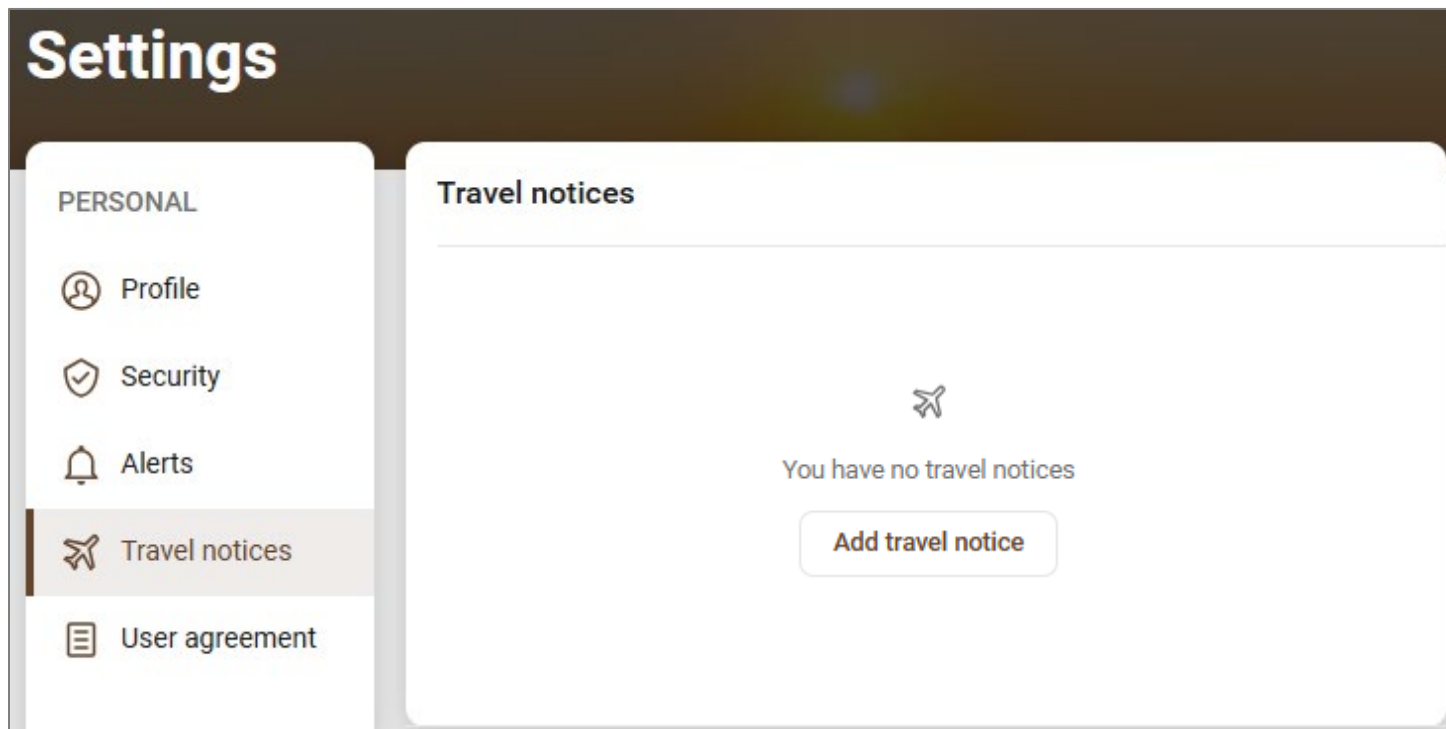 Settings
PERSONAL
Profile
Security
Alerts
Travel notices
User agreement
Travel notices
You have no travel notices
Add travel notice